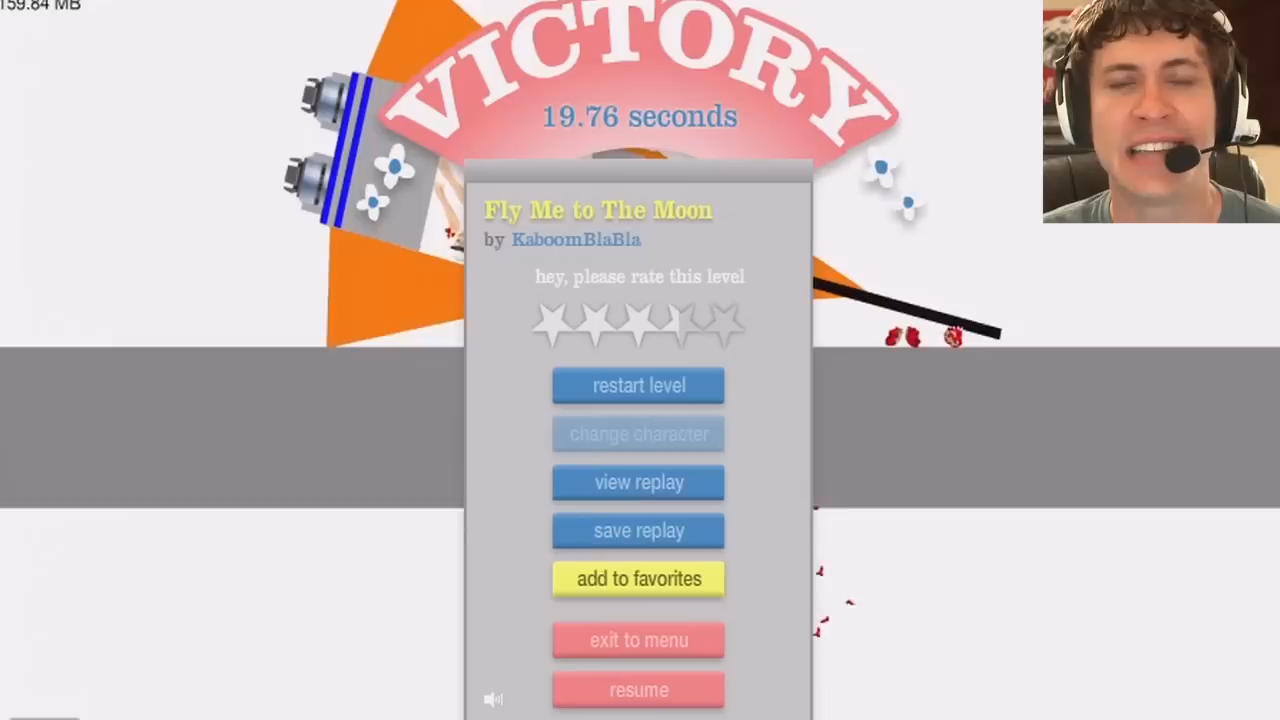 159.84 MB
VICTORY
19.76 seconds
Fly Me to The Moon
by KaboomBlaBla
hey, please rate this level
restart level
change character
view replay
save replay
add to favorites
exit to menu
resume